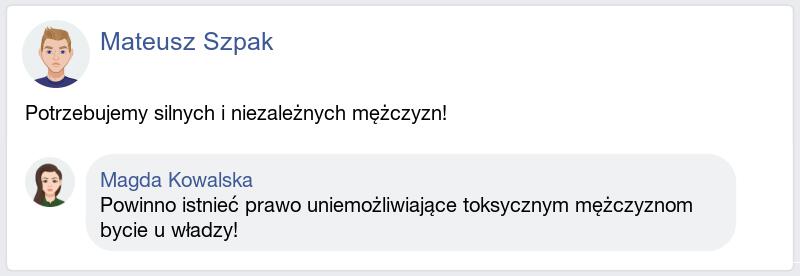 Mateusz Szpak
Potrzebujemy silnych i niezależnych mężczyzn!
Magda Kowalska
Powinno istnieć prawo uniemożliwiające toksycznym mężczyznom
bycie u władzy!